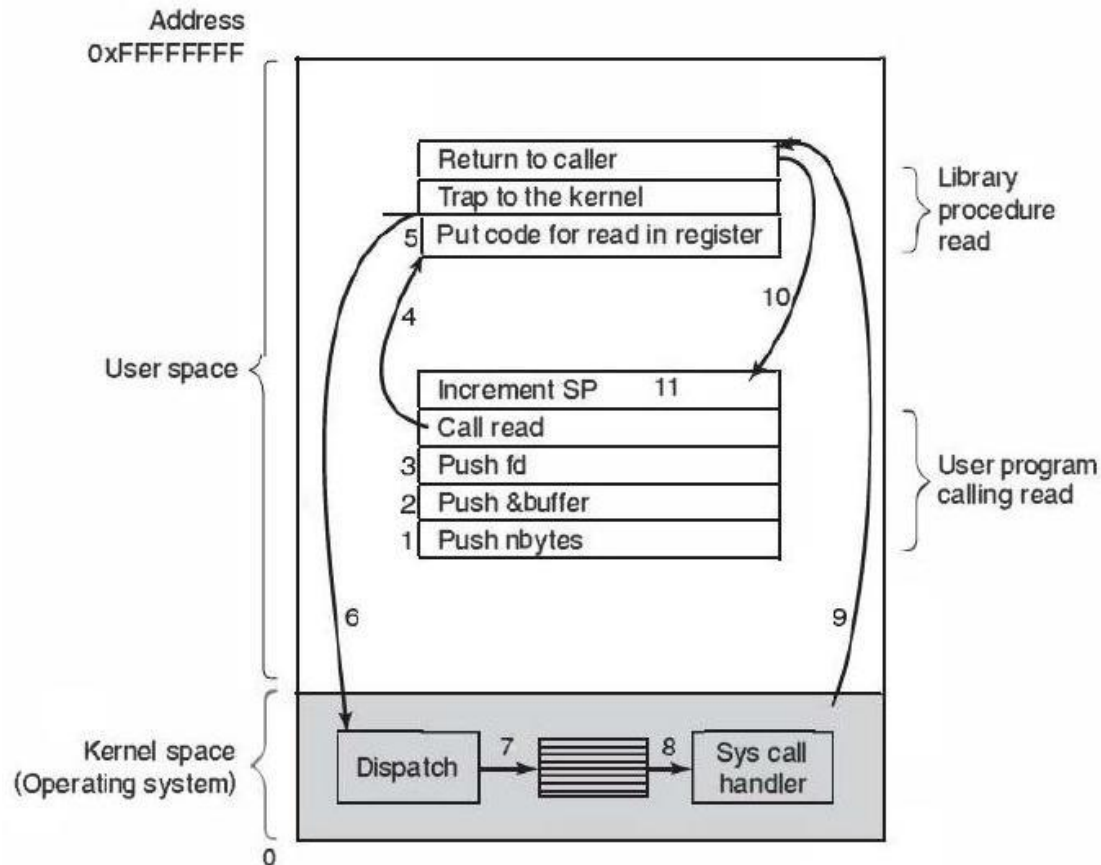 Address
0xFFFFFFFF
Return to caller
Trap to the kernel
5 Put code for read in register
Library
procedure
read
4
10
User space
Increment SP 11
Call read
3 Push fd
2 Push &buffer
1 Push nbytes
User program
calling read
6
9
Kernel space
(Operating system)
Dispatch
7
8
Sys call
handler
0